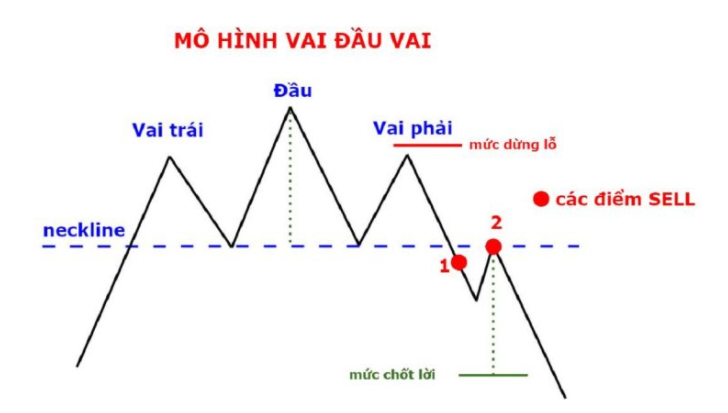 MÔ HÌNH VAI ĐẦU VAI
Đầu
Vai trái
Vai phải
mức dừng lỗ
các điểm SELL
neckline
2
1
mức chốt lời